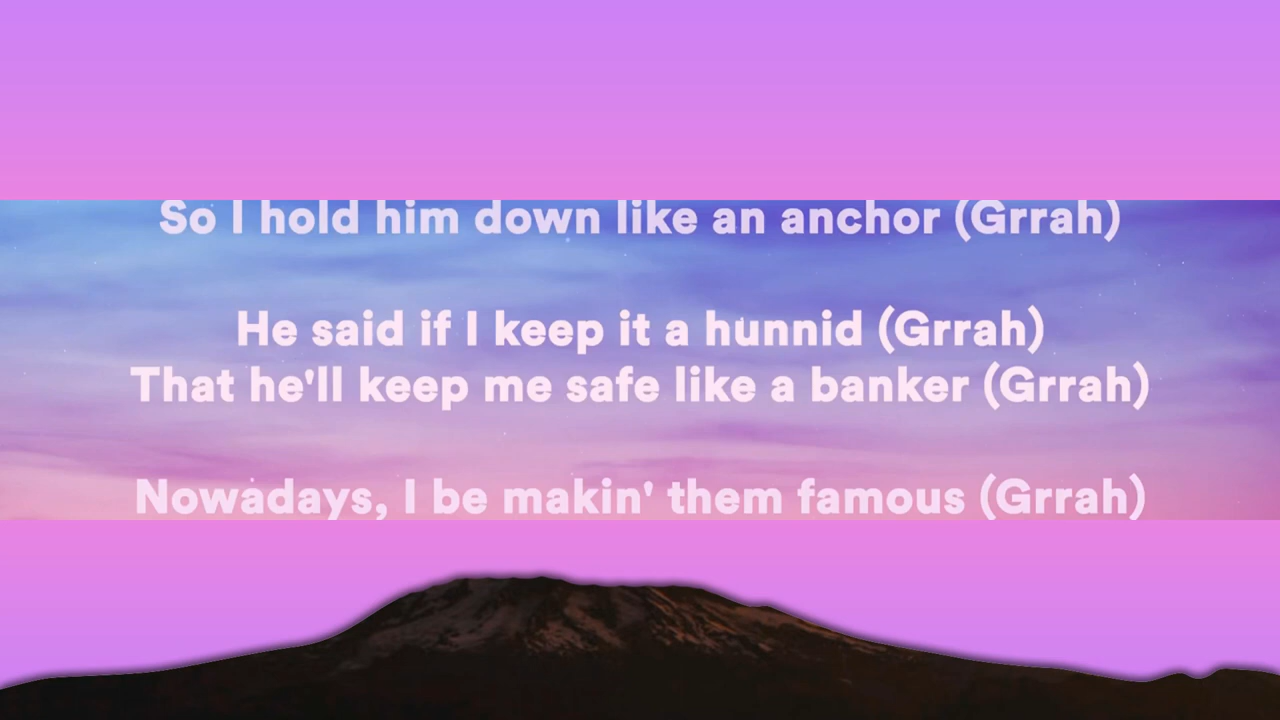 So I hold him down like an anchor (Grrah)
He said if I keep it a hunnid (Grrah)
That he'll keep me safe like a banker (Grrah)
Nowadays, I be makin' them famous (Grrah)